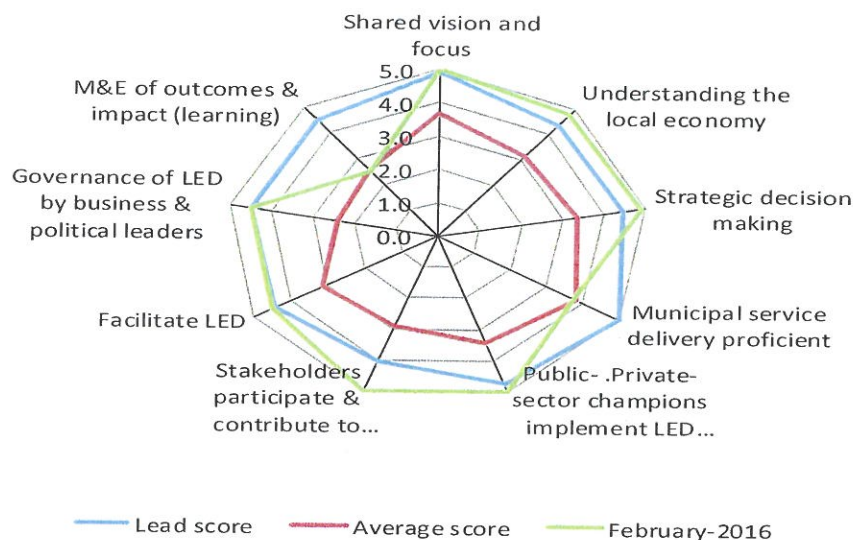 Shared vision and
focus
5.0
4.0
3.0
2.0
1.0
0.0
Understanding the
local economy
Strategic decision
making
Municipal service
delivery proficient
Public- .Private-
sector champions
implement LED...
Stakeholders
participate &
contribute to...
Facilitate LED
Governance of LED
by business &
political leaders
M&E of outcomes &
impact (learning)
Lead score
Average score
February-2016